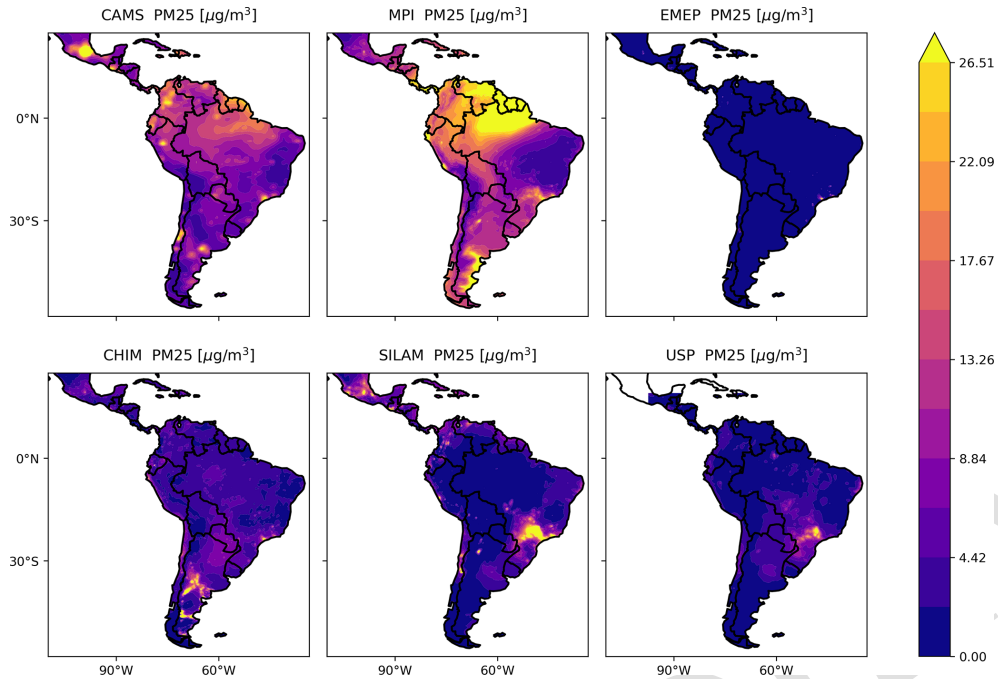 CAMS PM25 [μg/m³]
MPI PM25 [μg/m³]
EMEP PM25 [μg/m³]
0°N
30°S
CHIM PM25 [μg/m³]
SILAM PM25 [μg/m³]
USP PM25 [μg/m³]
0°N
30°S
90°W
60°W
90°W
60°W
90°W
60°W
26.51
22.09
17.67
13.26
8.84
4.42
0.00